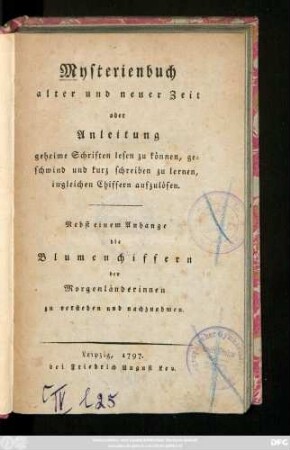 Mysterienbuch
alter und neuer Zeit
oder
Anleitung
geheime Schriften lesen zu können, ge-
schwind und kurz schreiben zu lernen,
ingleichen Chiffern aufzulösen.
Nebst einem Anhange
die
Blumenchiffern
der
Morgenländerinnen
zu verstehen und nachzuahmen.
Leipzig, 1797.
bei Friedrich August Leo.